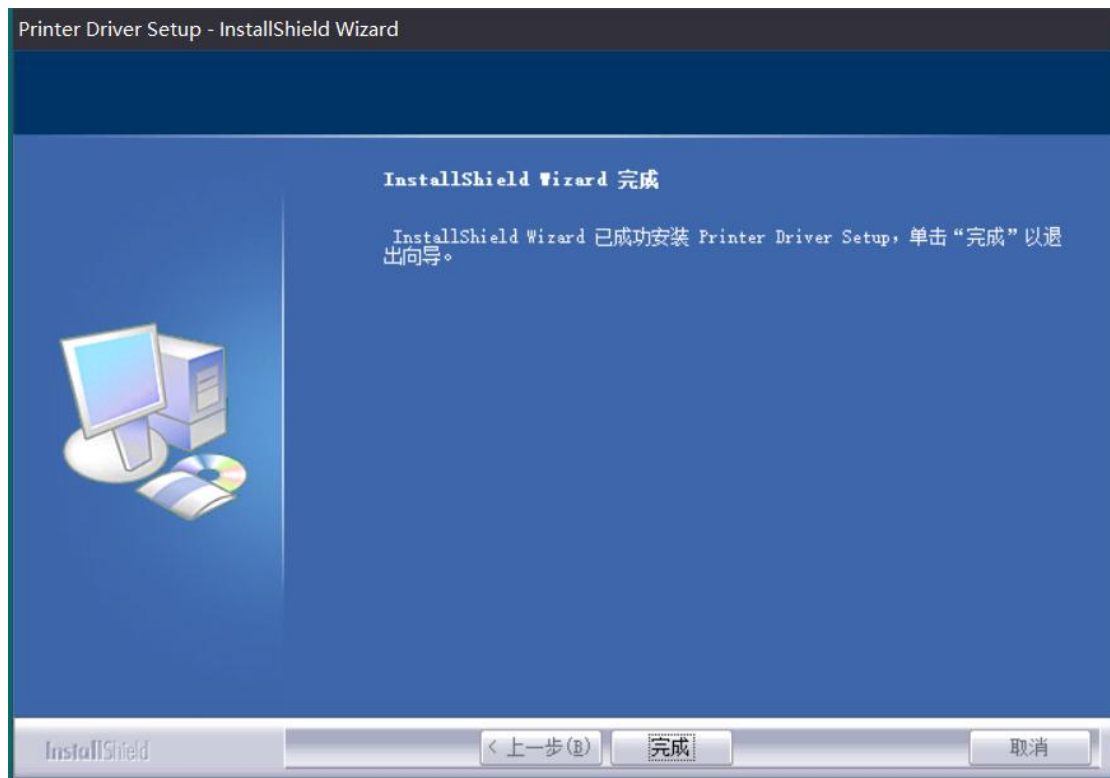 Printer Driver Setup - InstallShield Wizard
InstallShield Wizard 完成
InstallShield Wizard 已成功安装 Printer Driver Setup，单击“完成”以退
出向导。
InstallShield
< 上一步(B)
完成
取消